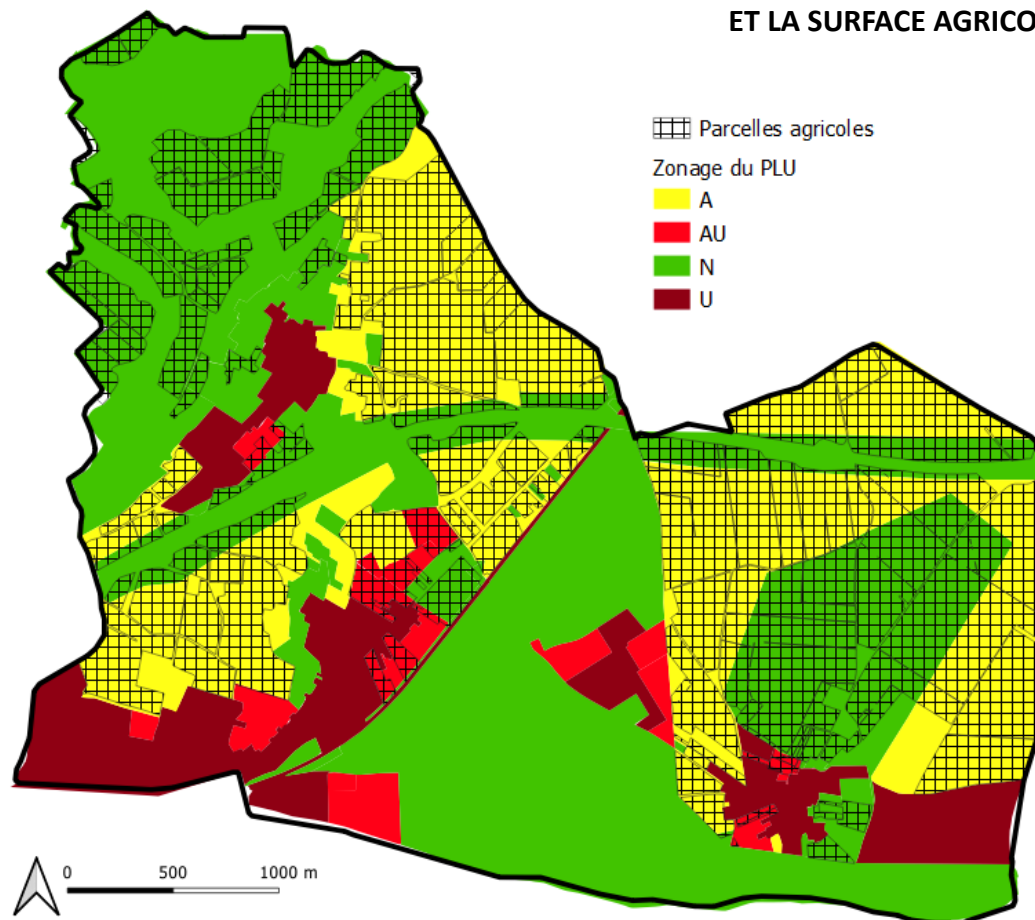 ET LA SURFACE AGRICO
Parcelles agricoles
Zonage du PLU
A
AU
N
U
0 500 1000 m